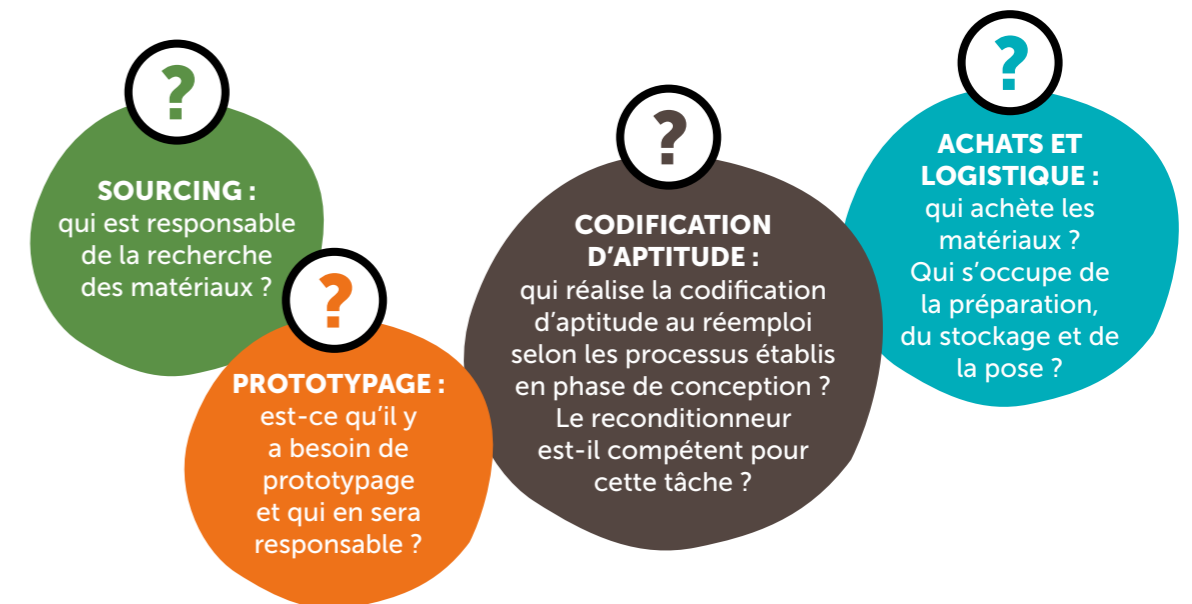 ?
SOURCING :
qui est responsable
de la recherche
des matériaux ?
?
PROTOTYPAGE :
est-ce qu’il y
a besoin de
prototypage
et qui en sera
responsable ?
?
CODIFICATION
D’APTITUDE :
qui réalise la codification
d’aptitude au réemploi
selon les processus établis
en phase de conception ?
Le reconditionneur
est-il compétent pour
cette tâche ?
?
ACHATS ET
LOGISTIQUE :
qui achète les
matériaux ?
Qui s’occupe de
la préparation,
du stockage et de
la pose ?